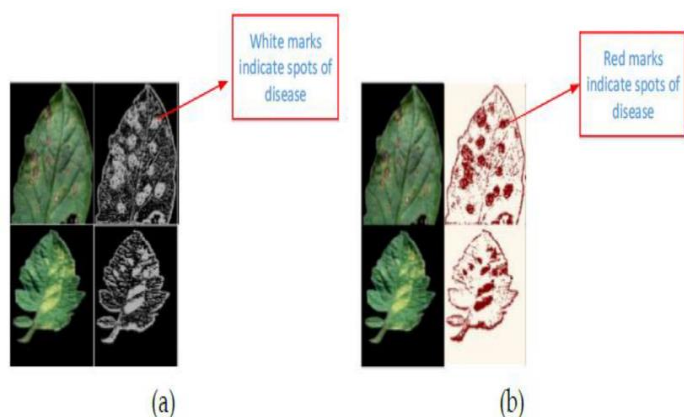 White marks
indicate spots of
disease
Red marks
indicate spots of
disease
(a)
(b)